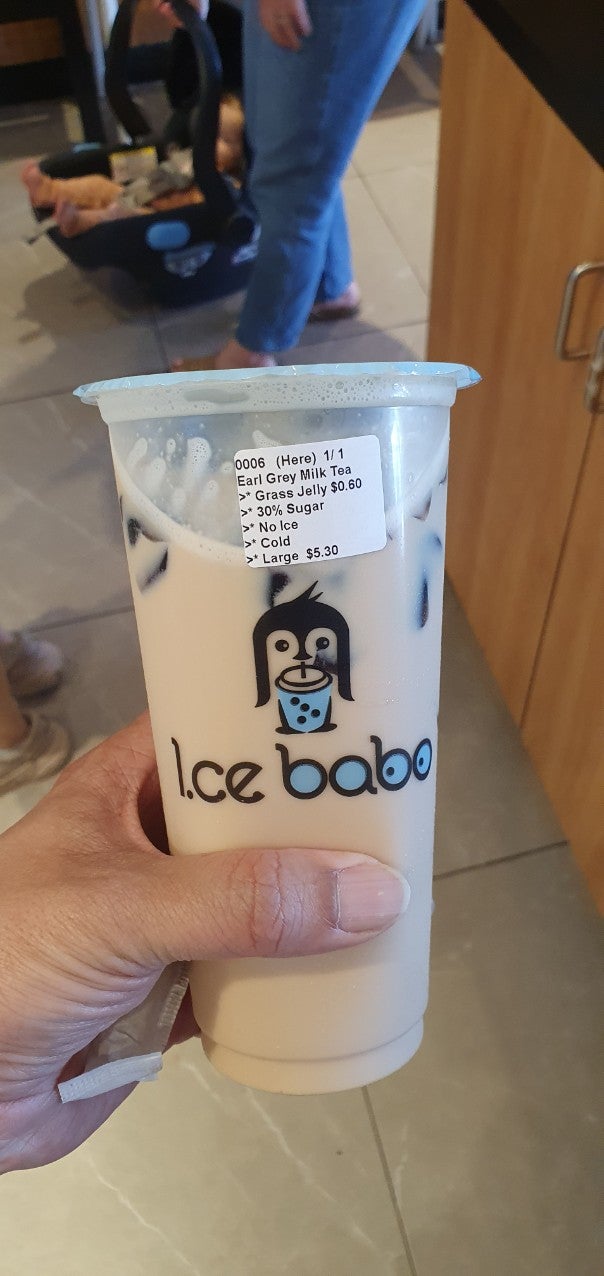 0006 (Here) 1/ 1
Earl Grey Milk Tea
>* Grass Jelly $0.60
>* 30% Sugar
>* No Ice
>* Cold
>* Large $5.30
I.ce babo